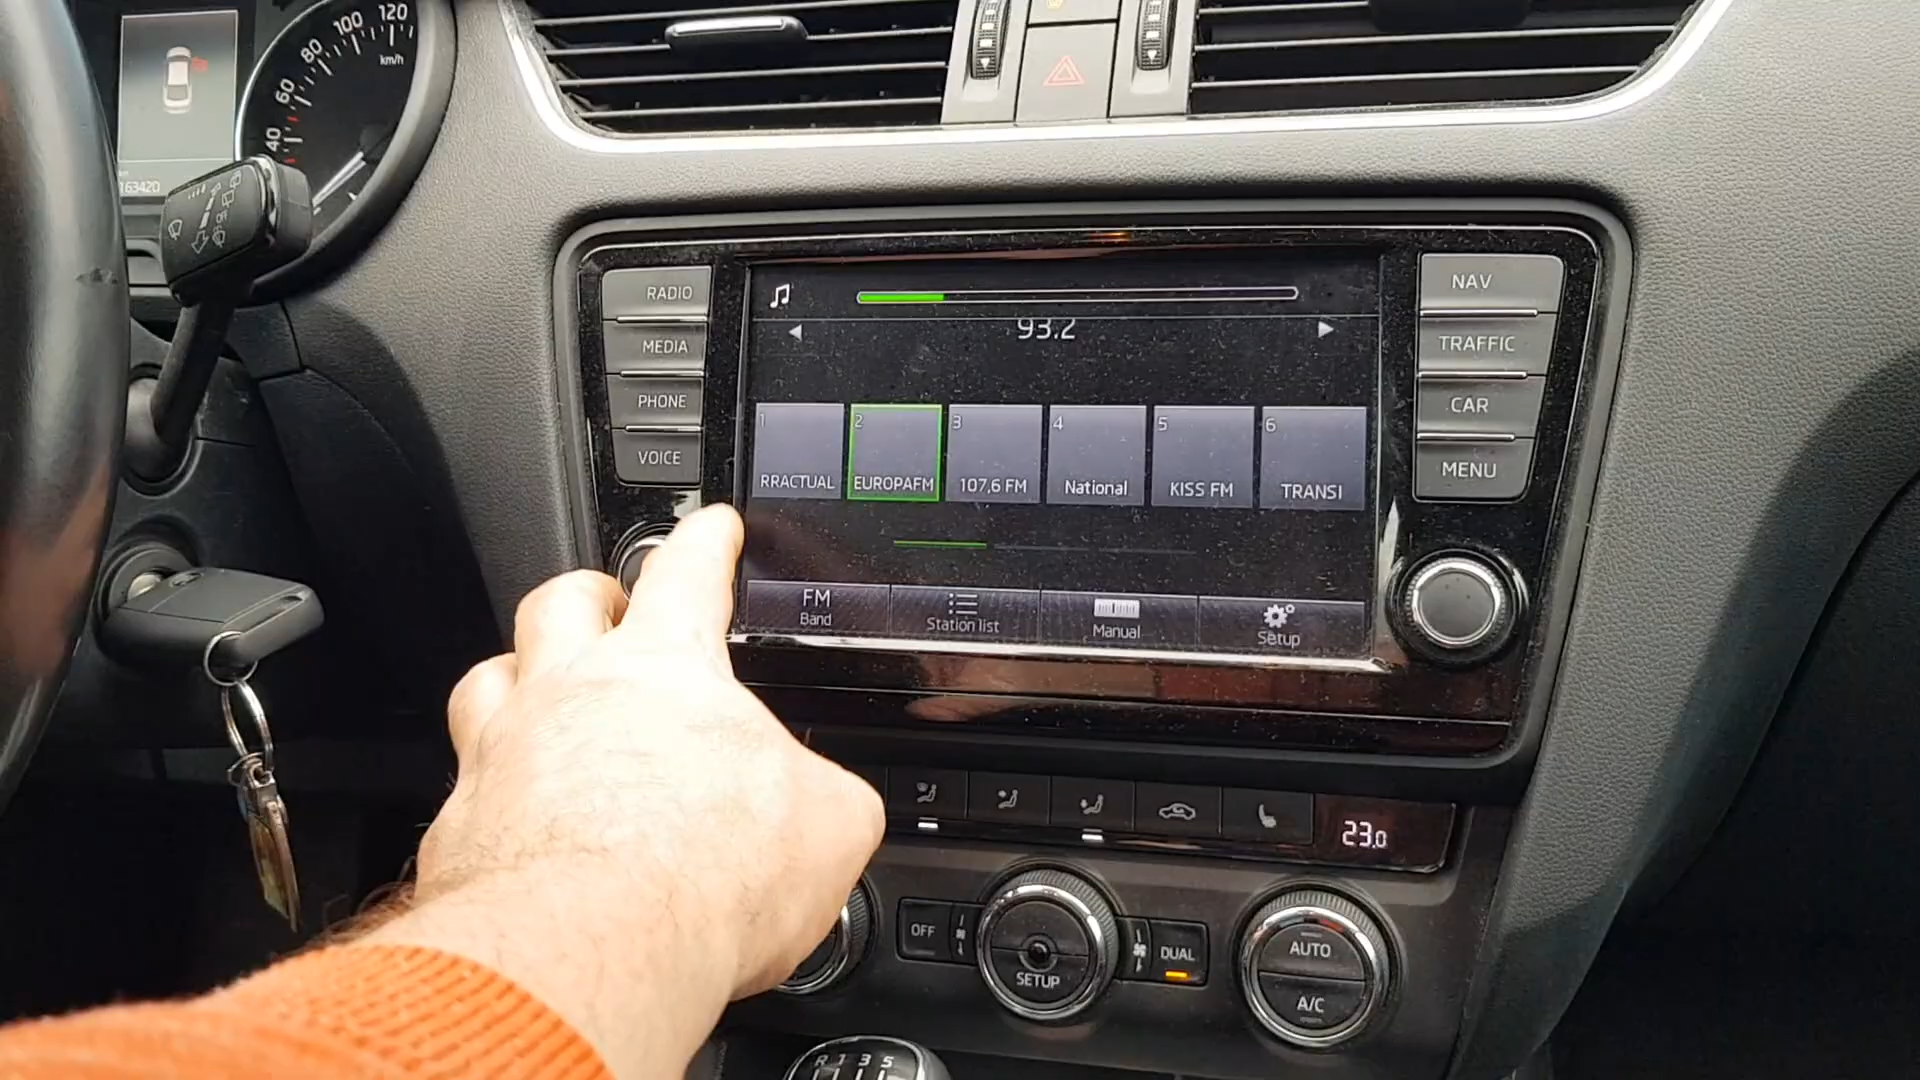 120
100
80
60
40
km/h
km
163420
OFF
RADIO
MEDIA
PHONE
VOICE
93.2
1
RRACTUAL
2
EUROPAFM
3
107,6 FM
4
National
5
KISS FM
6
TRANSI
FM
Band
Station list
Manual
Setup
NAV
TRAFFIC
CAR
MENU
23.0
OFF
SETUP
DUAL
AUTO
A/C
R 1 3 5